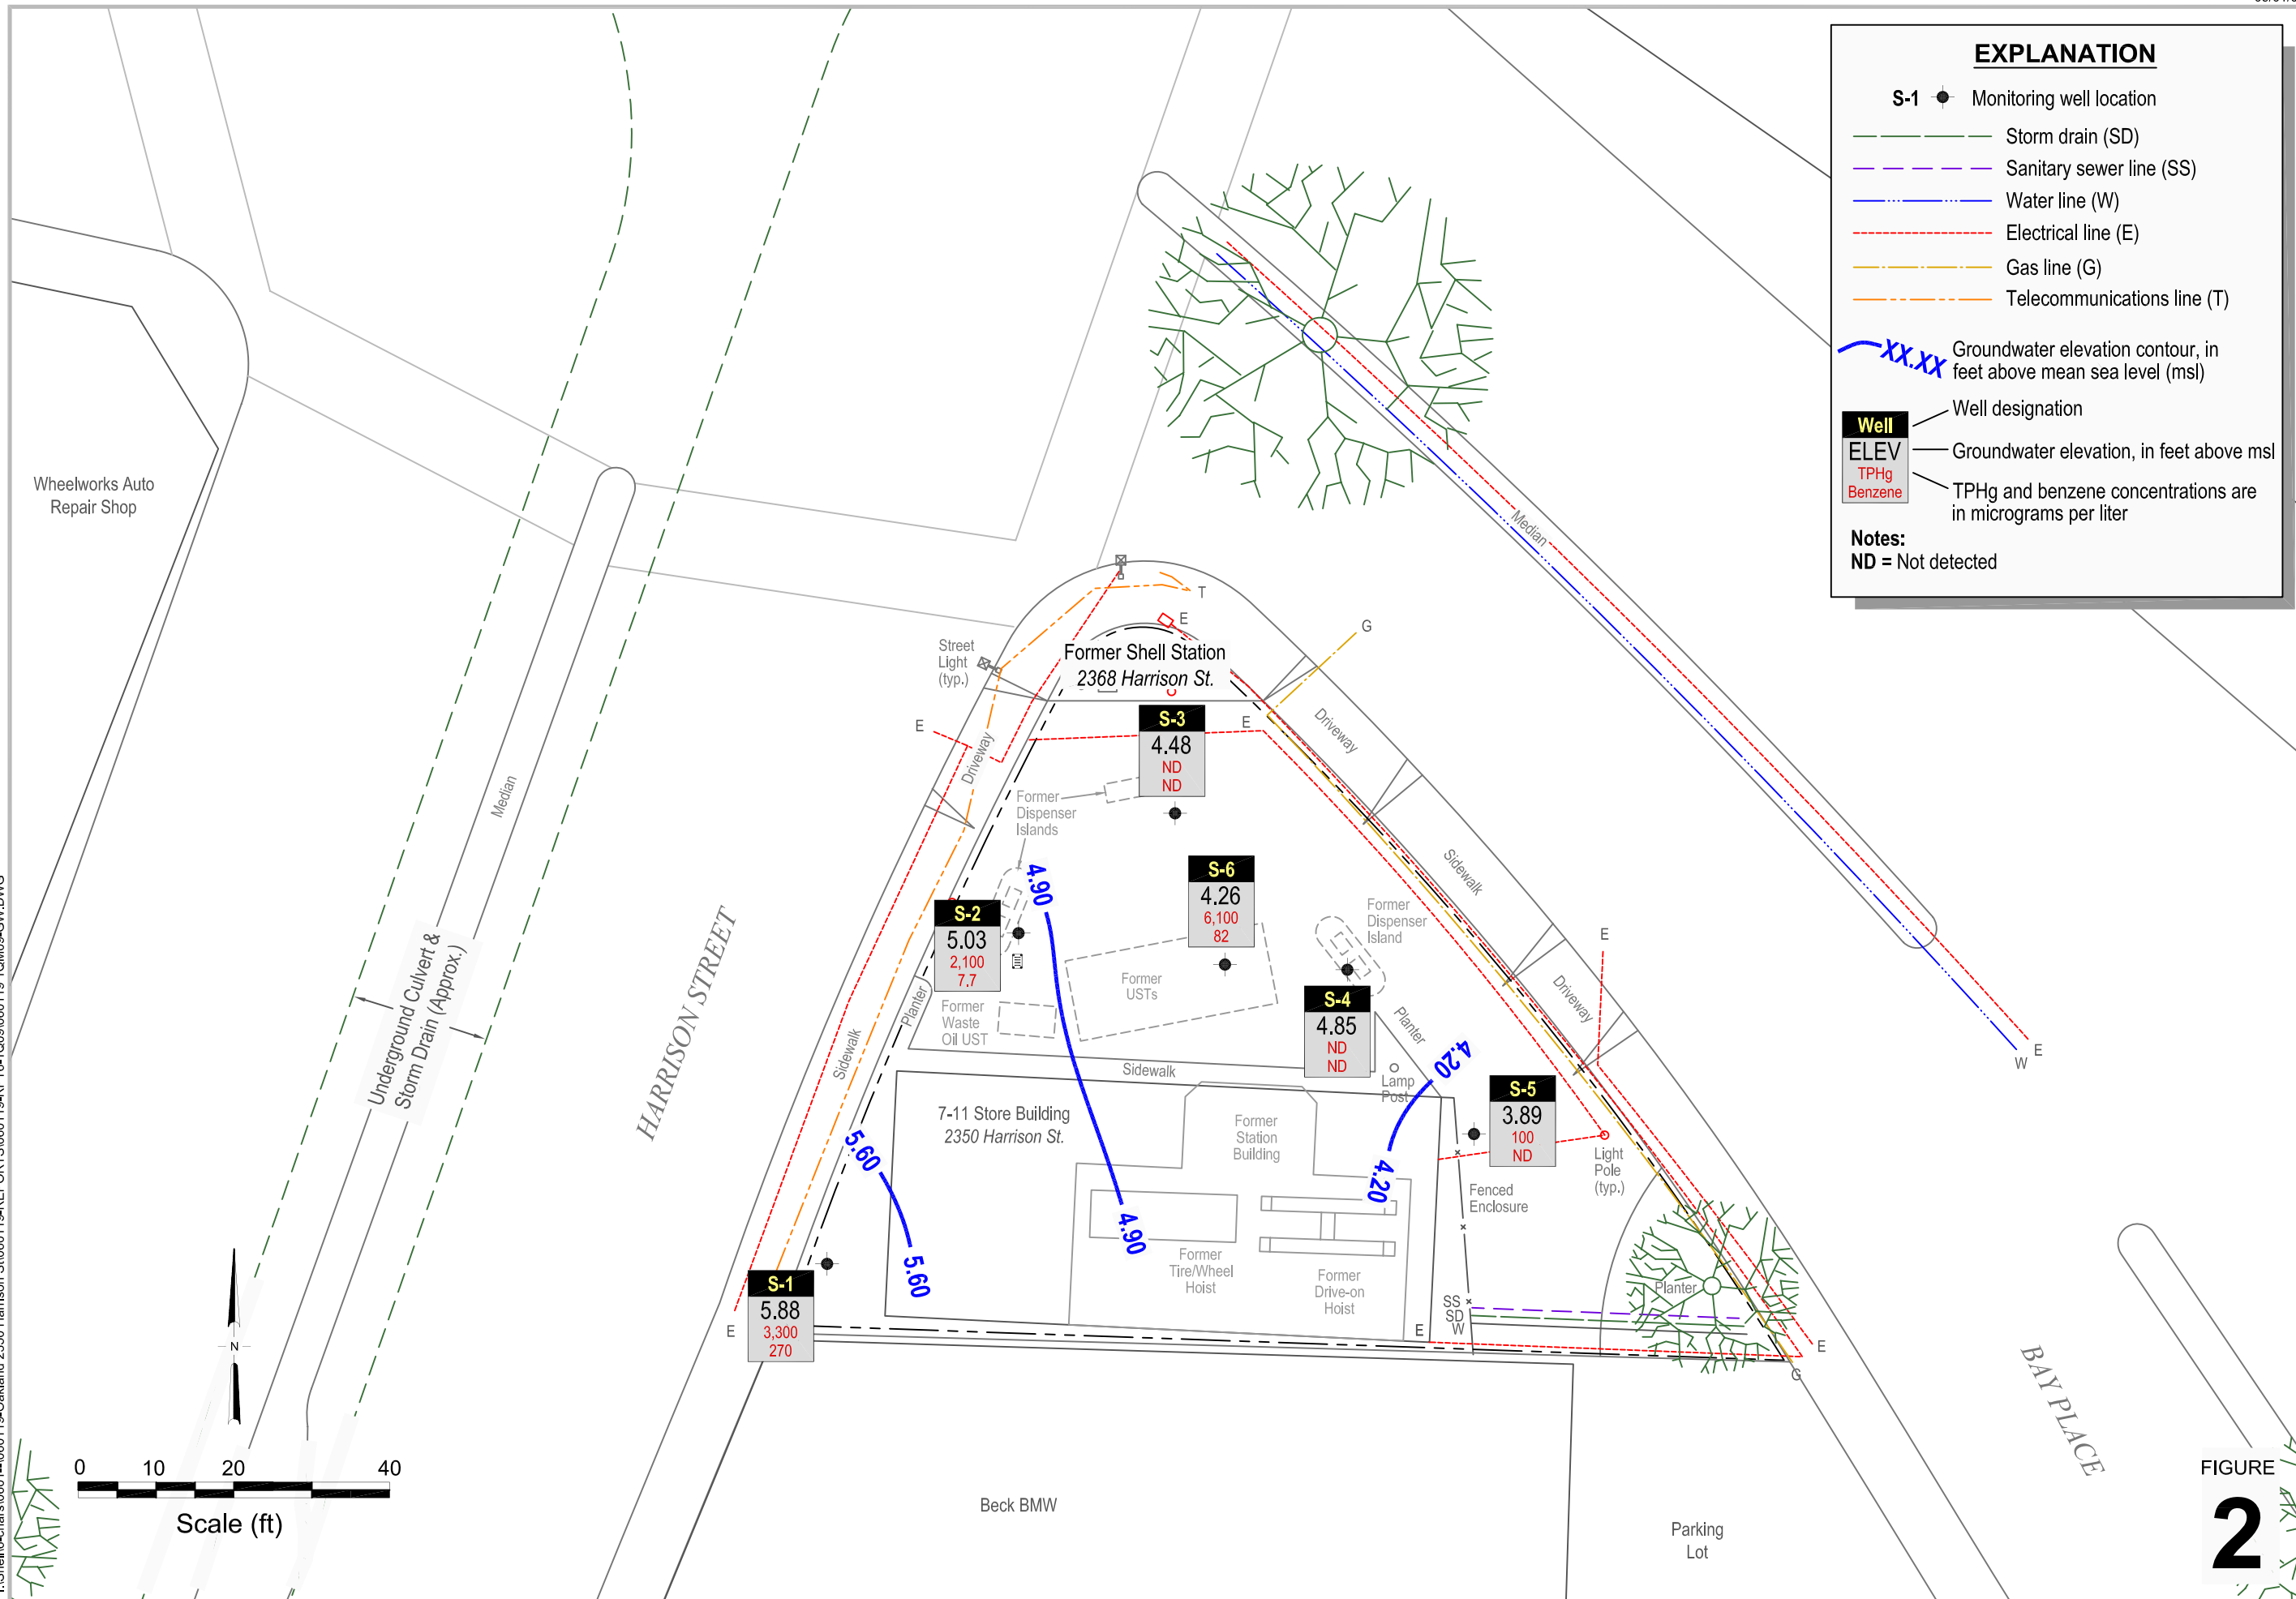 EXPLANATION
S-1 Monitoring well location
Storm drain (SD)
Sanitary sewer line (SS)
Water line (W)
Electrical line (E)
Gas line (G)
Telecommunications line (T)
XX.XX Groundwater elevation contour, in
feet above mean sea level (msl)
Well
ELEV
TPHg
Benzene
Well designation
Groundwater elevation, in feet above msl
TPHg and benzene concentrations are
in micrograms per liter
Notes:
ND = Not detected
Wheelworks Auto
Repair Shop
Median
Median
T
E
G
Street
Light
(typ.)
Former Shell Station
2368 Harrison St.
E
E
Driveway
Driveway
S-3
4.48
ND
ND
Former
Dispenser
Islands
4.90
Sidewalk
S-6
4.26
6,100
82
S-2
5.03
2,100
7.7
Former
Dispenser
Island
E
HARRISON STREET
Underground Culvert &
Storm Drain (Approx.)
Planter
Former
Waste
Oil UST
Former
USTs
S-4
4.85
ND
ND
Planter
Driveway
E
W
Sidewalk
Sidewalk
Lamp
Post
4.20
S-5
3.89
100
ND
7-11 Store Building
2350 Harrison St.
Former
Station
Building
5.60
4.20
Light
Pole
(typ.)
Fenced
Enclosure
4.90
5.60
Former
Tire/Wheel
Hoist
Former
Drive-on
Hoist
Planter
S-1
5.88
3,300
270
SS
SD
W
E
E
E
G
N
BAY PLACE
0 10 20 40
Scale (ft)
Beck BMW
Parking
Lot
FIGURE
2